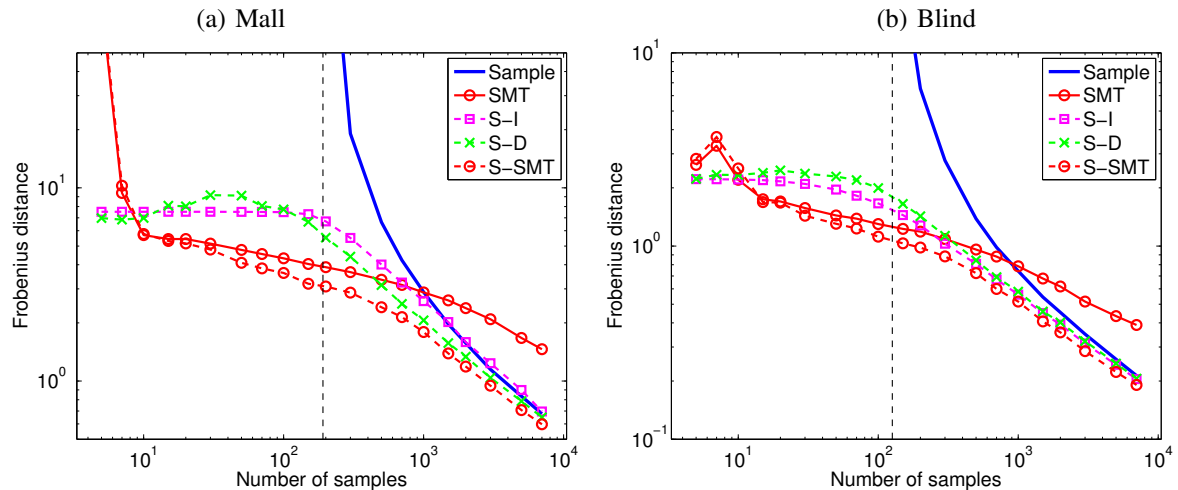 (a) Mall
Frobenius distance
10^1
10^0
Sample
SMT
S-I
S-D
S-SMT
10^1
10^2
10^3
10^4
Number of samples
(b) Blind
Frobenius distance
10^1
10^0
10^-1
Sample
SMT
S-I
S-D
S-SMT
10^1
10^2
10^3
10^4
Number of samples